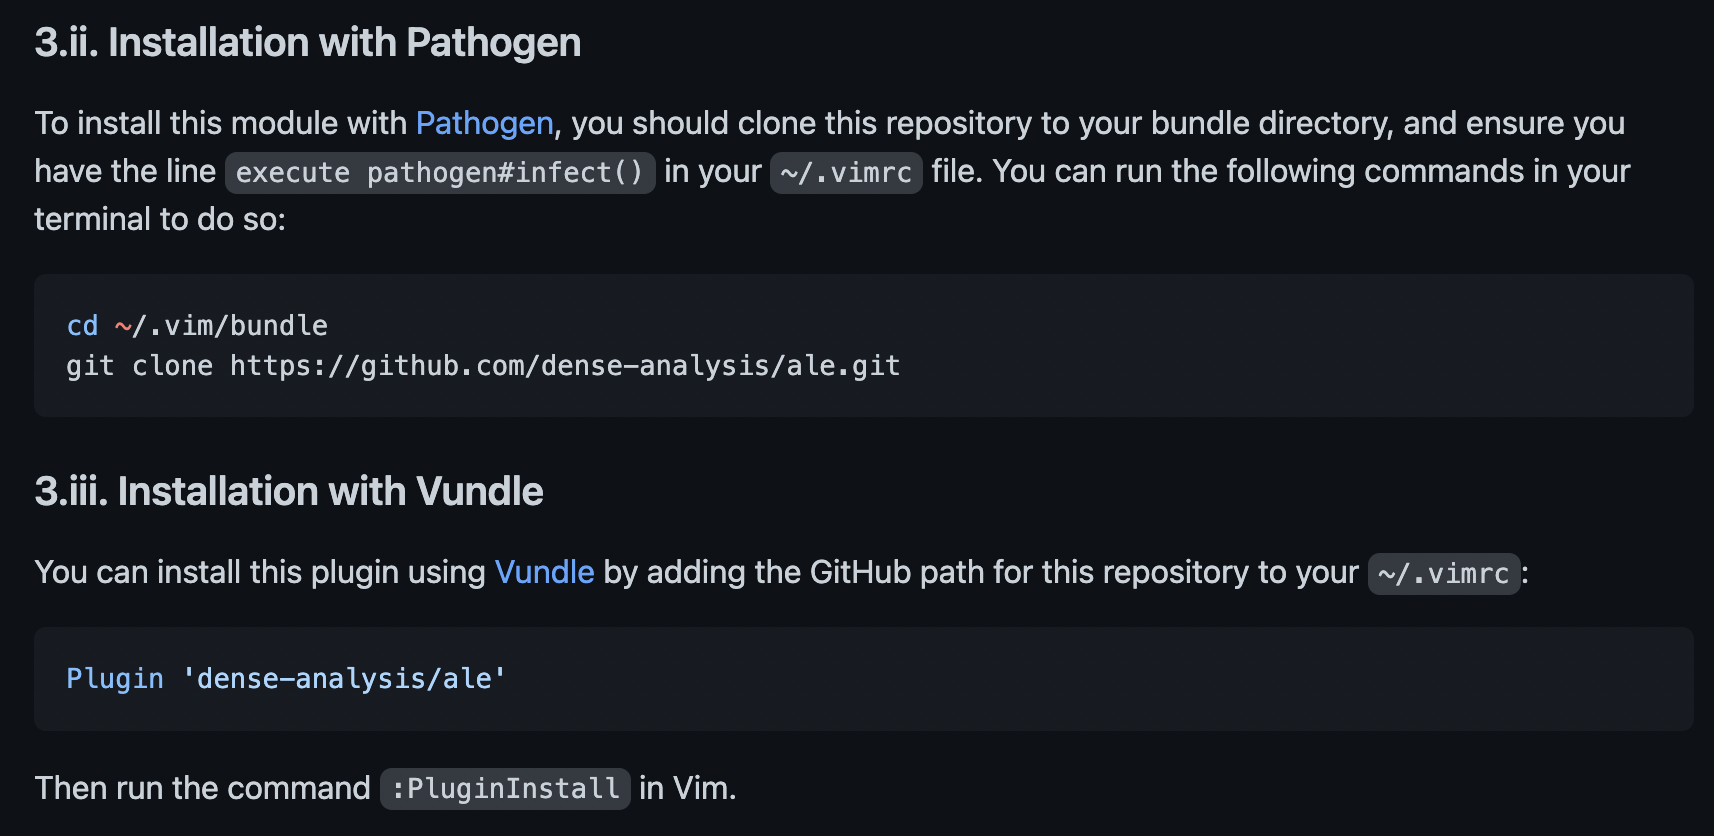 3.ii. Installation with Pathogen
To install this module with Pathogen, you should clone this repository to your bundle directory, and ensure you
have the line execute pathogen#infect() in your ~/.vimrc file. You can run the following commands in your
terminal to do so:
cd ~/.vim/bundle
git clone https://github.com/dense-analysis/ale.git
3.iii. Installation with Vundle
You can install this plugin using Vundle by adding the GitHub path for this repository to your ~/.vimrc:
Plugin 'dense-analysis/ale'
Then run the command :PluginInstall in Vim.